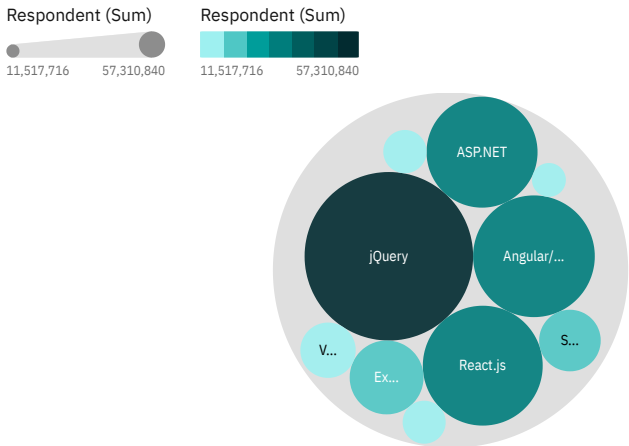 Respondent (Sum)
11,517,716 57,310,840
Respondent (Sum)
11,517,716 57,310,840
ASP.NET
jQuery
Angular/...
S...
V...
Ex...
React.js